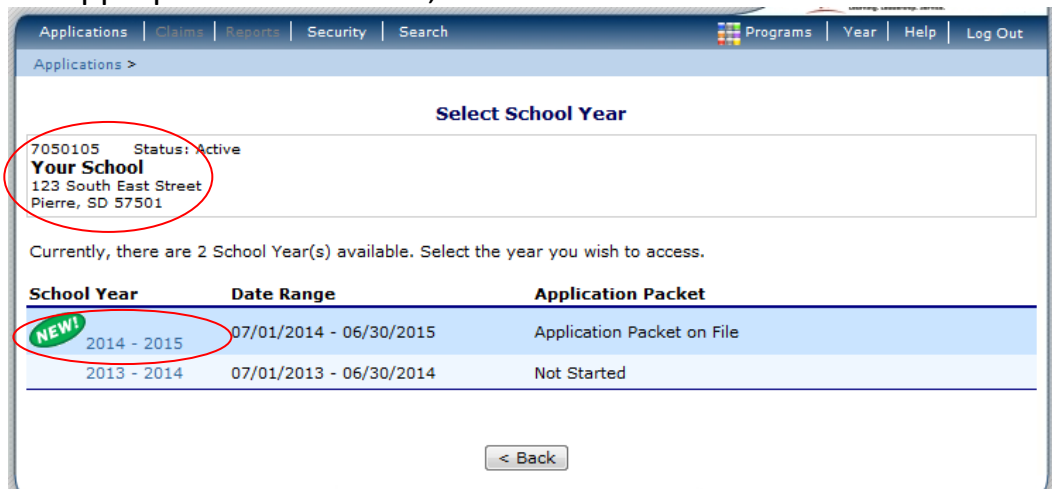 Applications | Claims | Reports | Security | Search Programs | Year | Help | Log Out
Applications >
Select School Year
7050105 Status: Active
Your School
123 South East Street
Pierre, SD 57501
Currently, there are 2 School Year(s) available. Select the year you wish to access.
School Year Date Range Application Packet
NEW! 2014 - 2015 07/01/2014 - 06/30/2015 Application Packet on File
2013 - 2014 07/01/2013 - 06/30/2014 Not Started
< Back